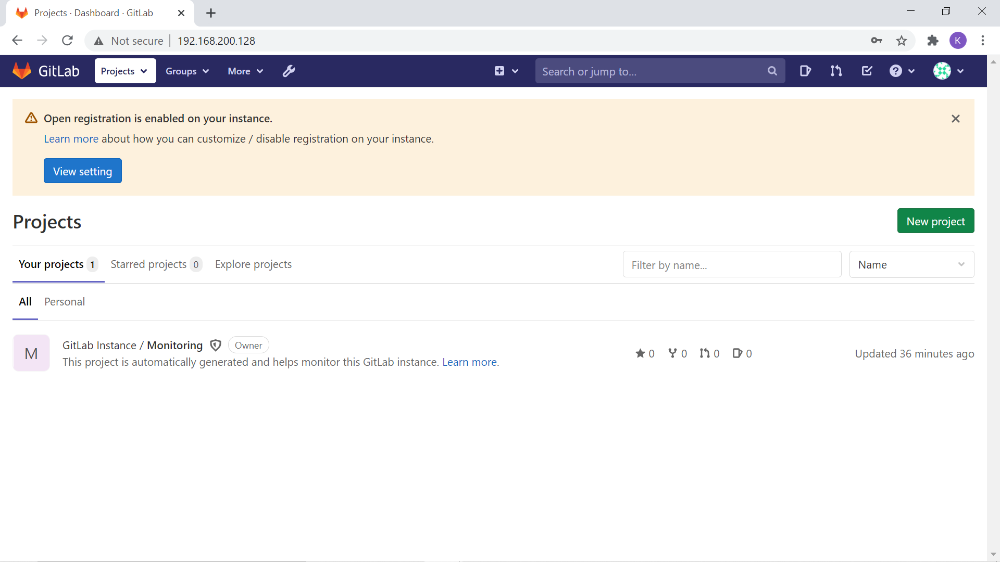 Projects · Dashboard · GitLab
Not secure 192.168.200.128 K
GitLab Projects Groups More Search or jump to...
Open registration is enabled on your instance.
Learn more about how you can customize / disable registration on your instance.
View setting
Projects New project
Your projects 1 Starred projects 0 Explore projects Filter by name... Name
All Personal
M GitLab Instance / Monitoring Owner
This project is automatically generated and helps monitor this GitLab instance. Learn more.
0 0 0 0 Updated 36 minutes ago